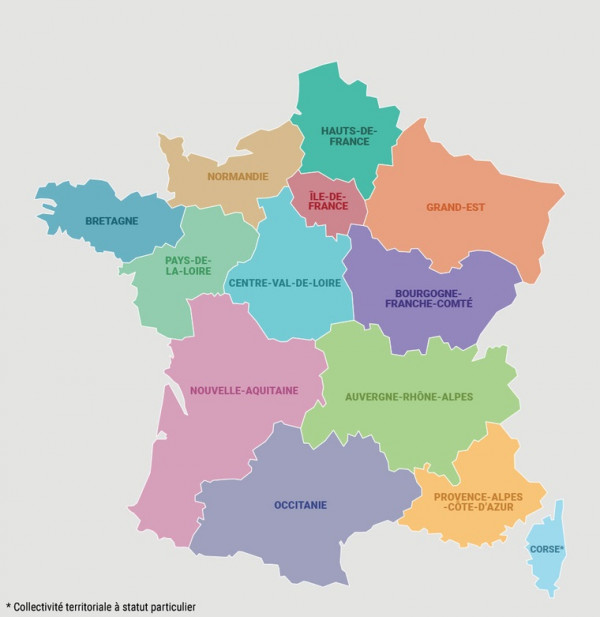 HAUTS-DE-
FRANCE
NORMANDIE
ÎLE-DE-
FRANCE
GRAND-EST
BRETAGNE
PAYS-DE-
LA-LOIRE
CENTRE-VAL-DE-LOIRE
BOURGOGNE-
FRANCHE-COMTÉ
NOUVELLE-AQUITAINE
AUVERGNE-RHÔNE-ALPES
OCCITANIE
PROVENCE-ALPES
-CÔTE-D'AZUR
CORSE*
* Collectivité territoriale à statut particulier